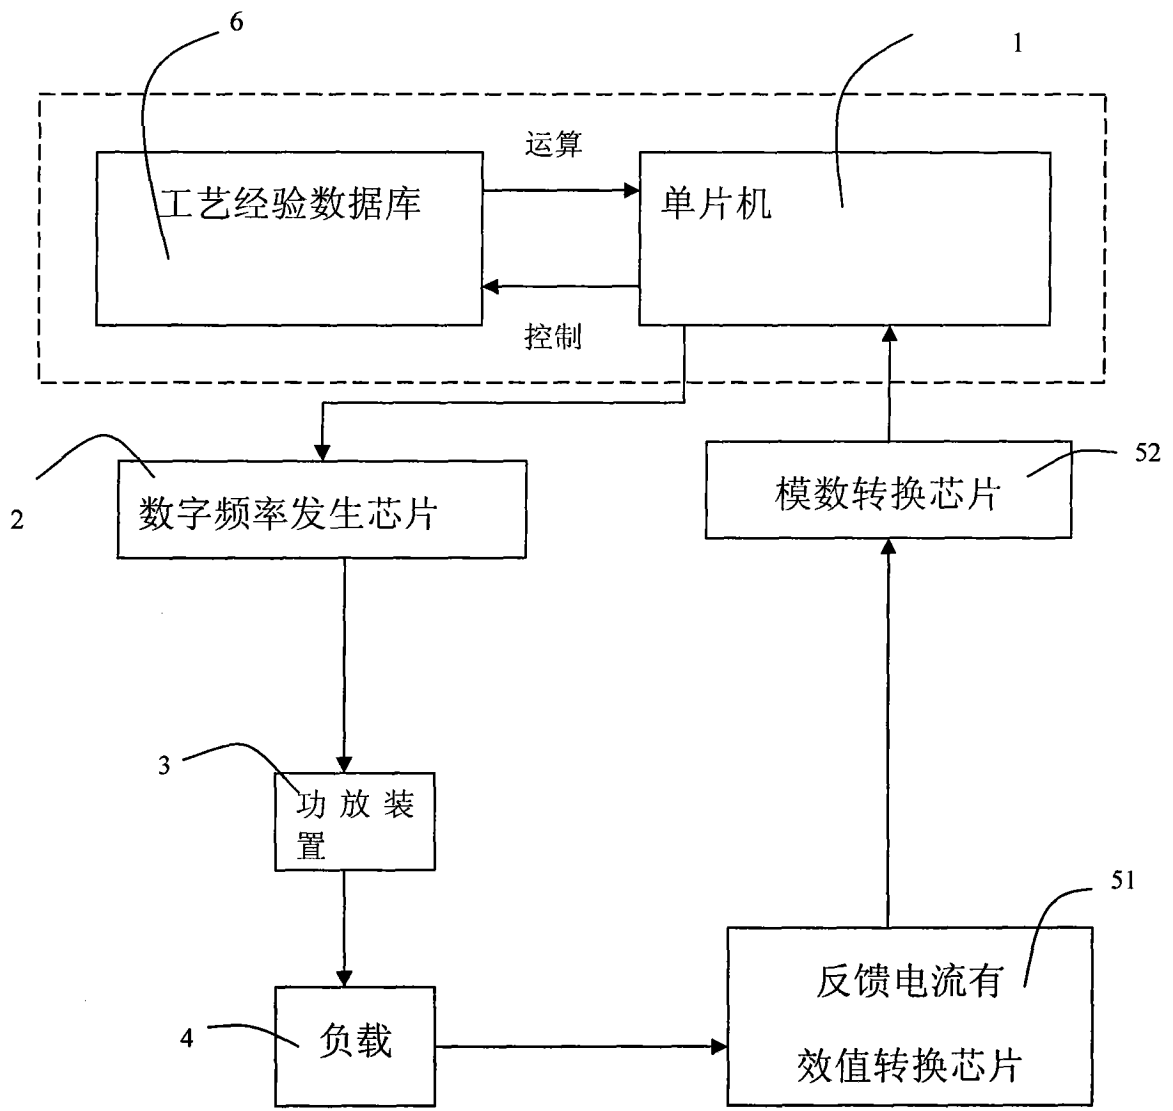 6
1
运算
工艺经验数据库
单片机
控制
52
模数转换芯片
2
数字频率发生芯片
3
功放装
置
51
反馈电流有
4
负载
效值转换芯片